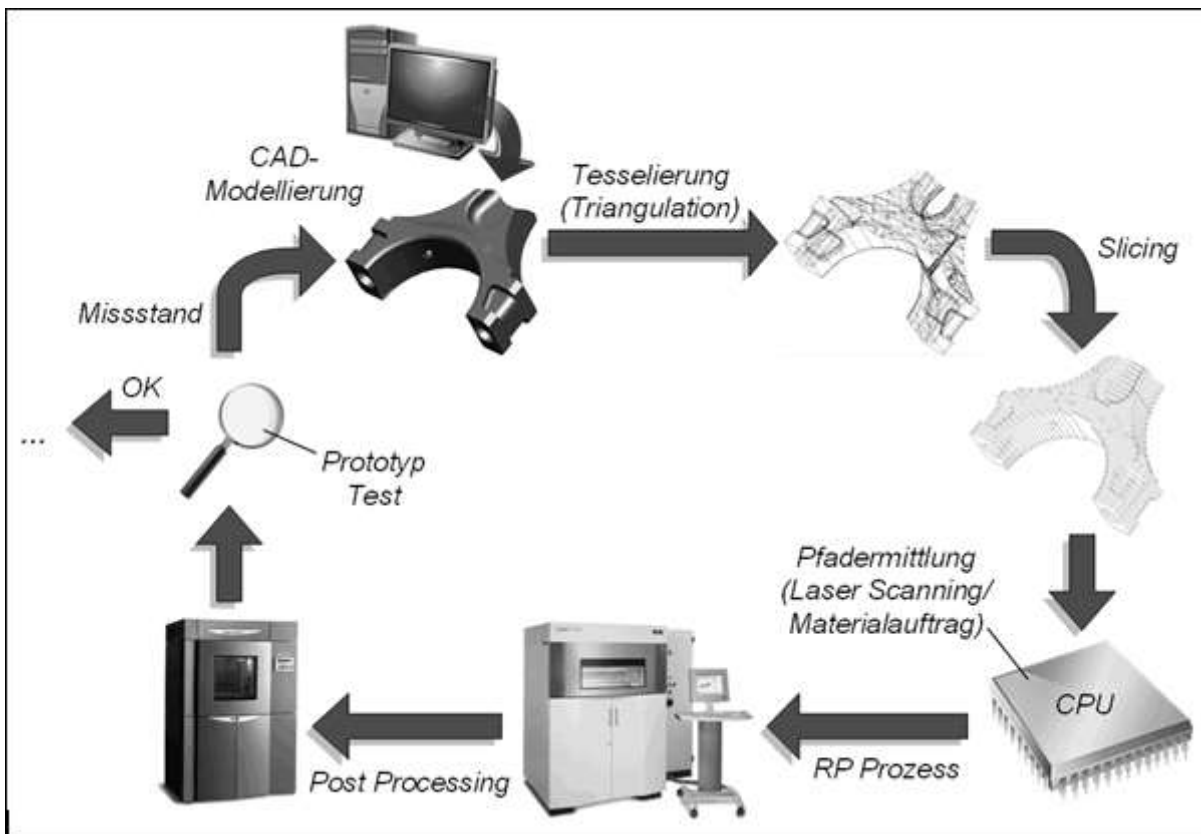 CAD-
Modellierung
Tesselierung
(Triangulation)
Slicing
Missstand
OK
...
Prototyp
Test
Pfadermittlung
(Laser Scanning/
Materialauftrag)
CPU
RP Prozess
Post Processing